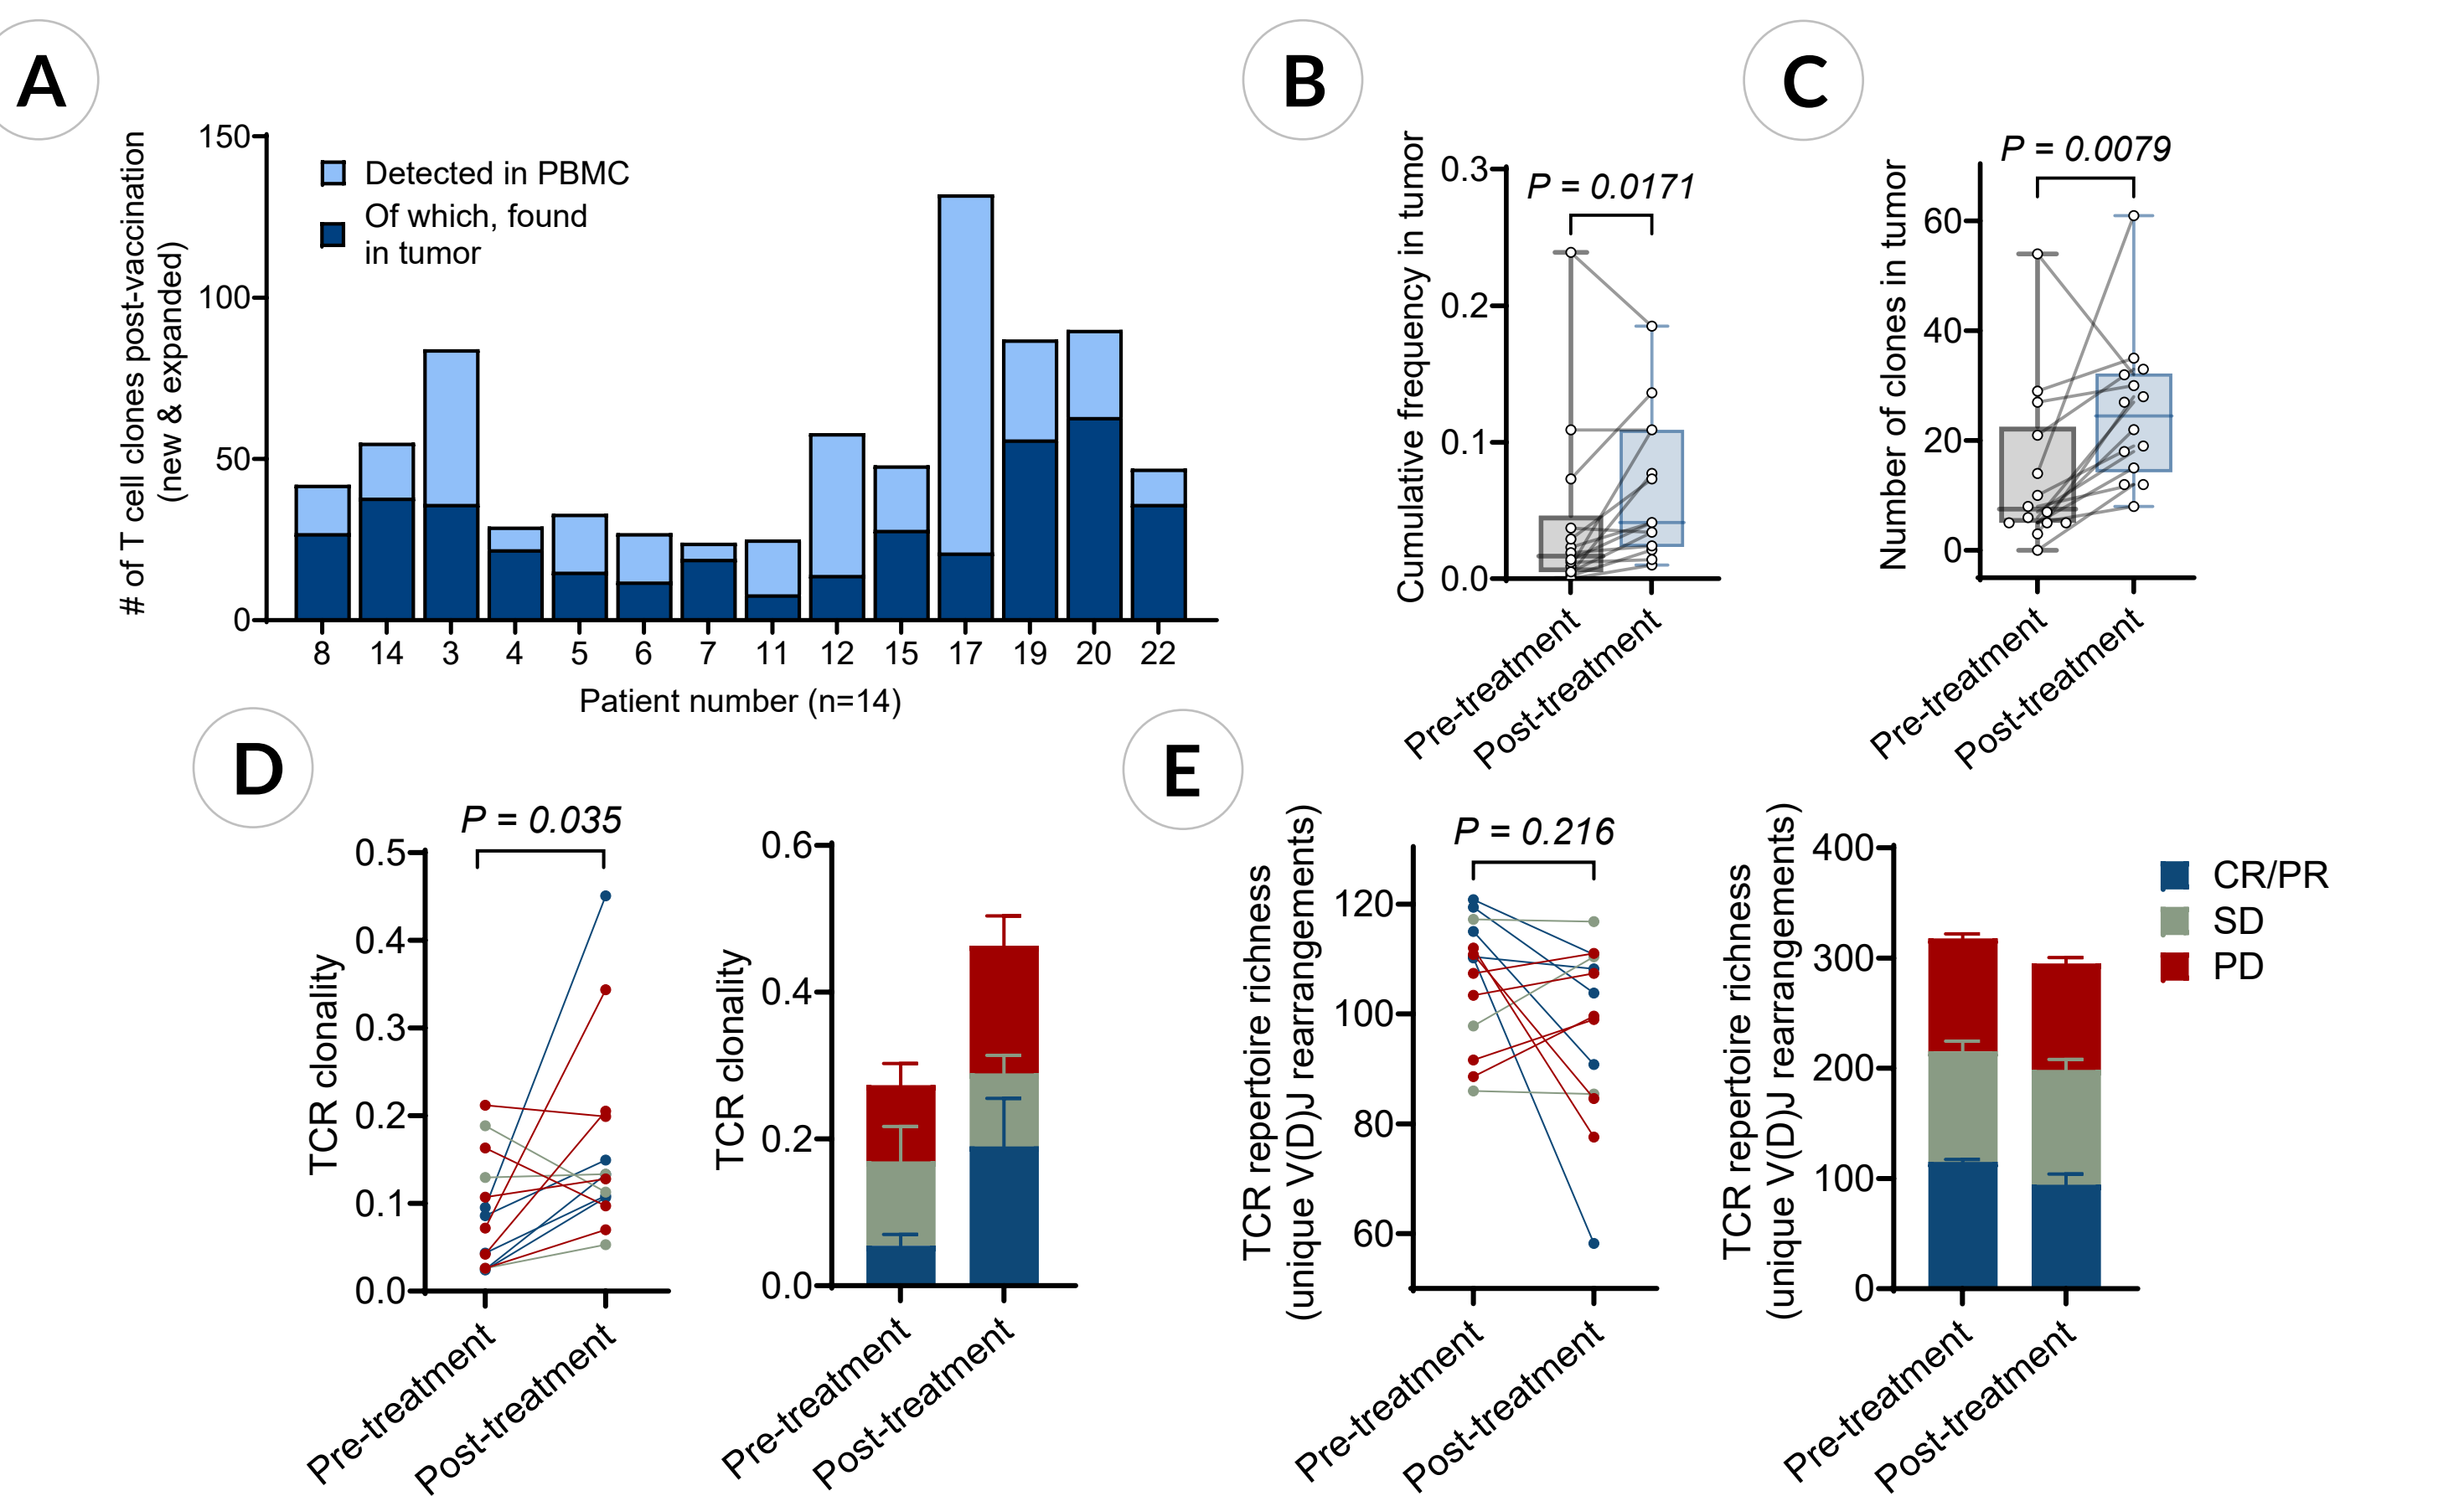 A
# of T cell clones post-vaccination
(new & expanded)
150
100
50
0
Detected in PBMC
Of which, found
in tumor
8 14 3 4 5 6 7 11 12 15 17 19 20 22
Patient number (n=14)
B
Cumulative frequency in tumor
0.3
0.2
0.1
0.0
P = 0.0171
Pre-treatment
Post-treatment
C
Number of clones in tumor
60
40
20
0
P = 0.0079
Pre-treatment
Post-treatment
D
TCR clonality
0.5
0.4
0.3
0.2
0.1
0.0
P = 0.035
Pre-treatment
Post-treatment
TCR clonality
0.6
0.4
0.2
0.0
Pre-treatment
Post-treatment
E
TCR repertoire richness
(unique V(D)J rearrangements)
120
100
80
60
P = 0.216
Pre-treatment
Post-treatment
TCR repertoire richness
(unique V(D)J rearrangements)
400
300
200
100
0
Pre-treatment
Post-treatment
CR/PR
SD
PD